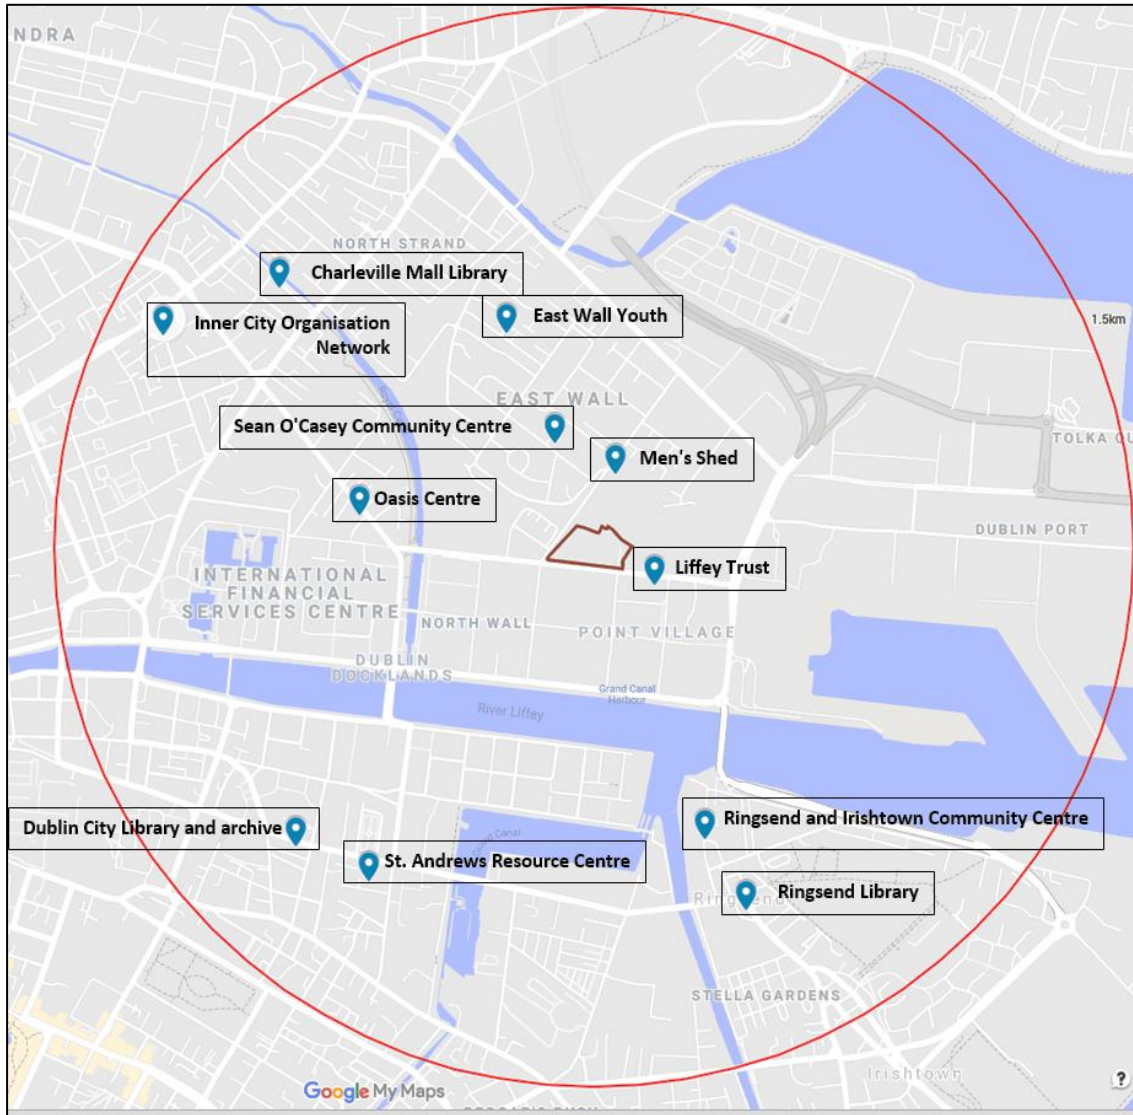 NDRA
NORTH STRAND
Charleville Mall Library
East Wall Youth
1.5km
Inner City Organisation
Network
EAST WALL
Sean O'Casey Community Centre
TOLKA QU
Men's Shed
Oasis Centre
DUBLIN PORT
Liffey Trust
INTERNATIONAL
FINANCIAL
SERVICES CENTRE
NORTH WALL
POINT VILLAGE
DUBLIN
DOCKLANDS
Grand Canal
Harbour
River Liffey
Ringsend and Irishtown Community Centre
Dublin City Library and archive
St. Andrews Resource Centre
Ringsend Library
Ringsend
STELLA GARDENS
Irishtown
Google My Maps
?